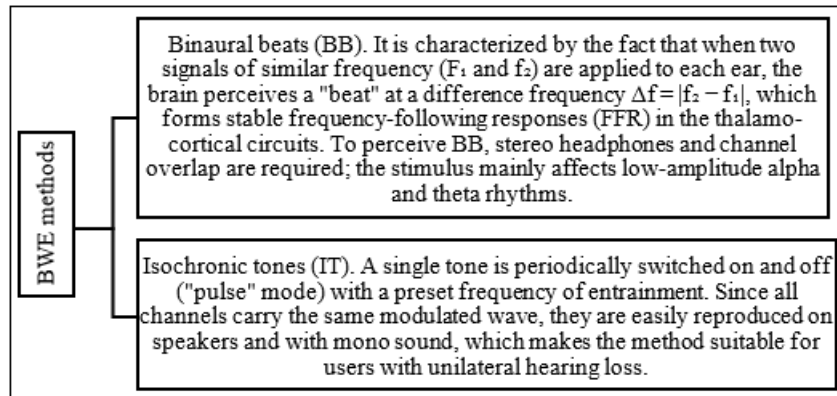 BWE methods
Binaural beats (BB). It is characterized by the fact that when two
signals of similar frequency (F₁ and f₂) are applied to each ear, the
brain perceives a "beat" at a difference frequency Δf = |f₂ − f₁|, which
forms stable frequency-following responses (FFR) in the thalamo-
cortical circuits. To perceive BB, stereo headphones and channel
overlap are required; the stimulus mainly affects low-amplitude alpha
and theta rhythms.
Isochronic tones (IT). A single tone is periodically switched on and off
("pulse" mode) with a preset frequency of entrainment. Since all
channels carry the same modulated wave, they are easily reproduced on
speakers and with mono sound, which makes the method suitable for
users with unilateral hearing loss.